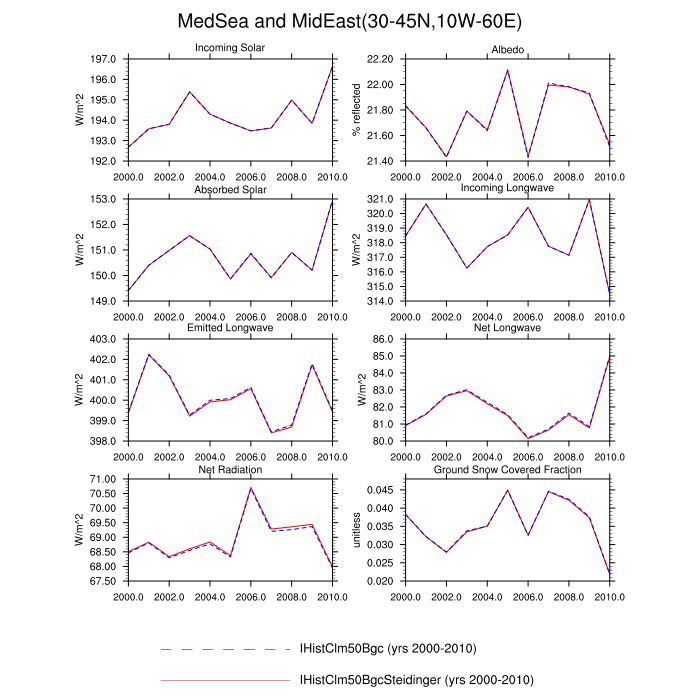 MedSea and MidEast(30-45N,10W-60E)
Incoming Solar
W/m^2
197.0
196.0
195.0
194.0
193.0
192.0
2000.0 2002.0 2004.0 2006.0 2008.0 2010.0
Albedo
% reflected
22.20
22.00
21.80
21.60
21.40
2000.0 2002.0 2004.0 2006.0 2008.0 2010.0
Absorbed Solar
W/m^2
153.0
152.0
151.0
150.0
149.0
2000.0 2002.0 2004.0 2006.0 2008.0 2010.0
Incoming Longwave
W/m^2
321.0
320.0
319.0
318.0
317.0
316.0
315.0
314.0
2000.0 2002.0 2004.0 2006.0 2008.0 2010.0
Emitted Longwave
W/m^2
403.0
402.0
401.0
400.0
399.0
398.0
2000.0 2002.0 2004.0 2006.0 2008.0 2010.0
Net Longwave
W/m^2
86.0
85.0
84.0
83.0
82.0
81.0
80.0
2000.0 2002.0 2004.0 2006.0 2008.0 2010.0
Net Radiation
W/m^2
71.00
70.50
70.00
69.50
69.00
68.50
68.00
67.50
2000.0 2002.0 2004.0 2006.0 2008.0 2010.0
Ground Snow Covered Fraction
unitless
0.045
0.040
0.035
0.030
0.025
0.020
2000.0 2002.0 2004.0 2006.0 2008.0 2010.0
IHistClm50Bgc (yrs 2000-2010)
IHistClm50BgcSteidinger (yrs 2000-2010)